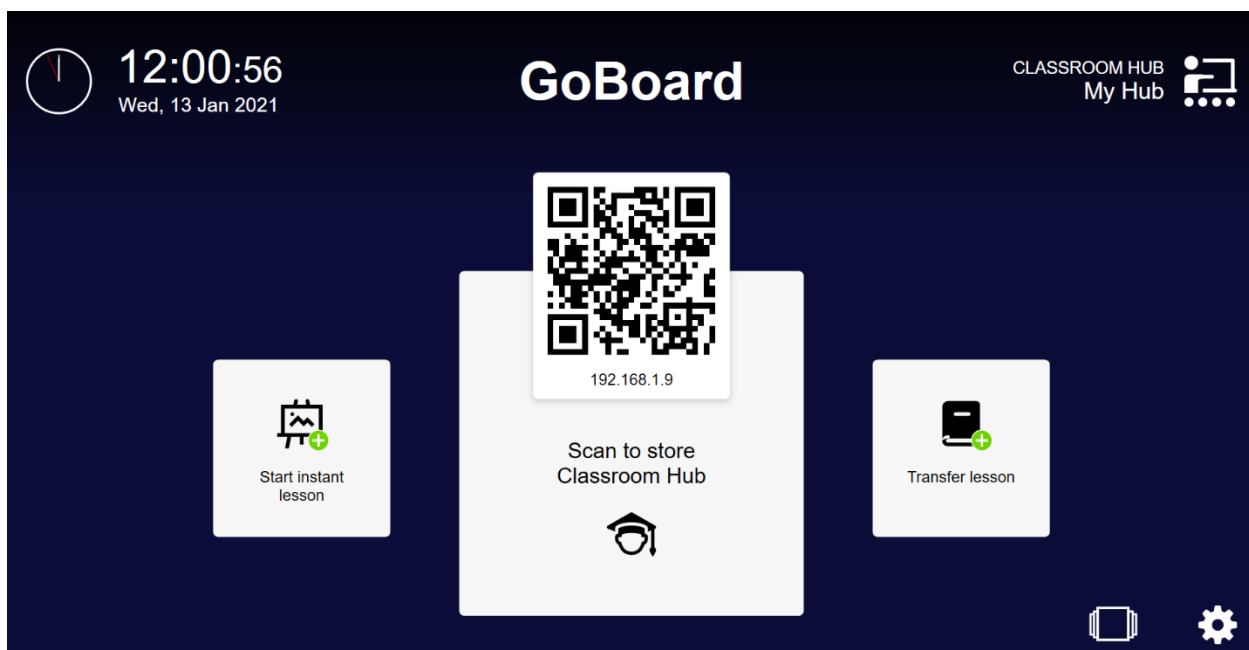 12:00:56
Wed, 13 Jan 2021
GoBoard
CLASSROOM HUB
My Hub
192.168.1.9
Scan to store
Classroom Hub
Start instant
lesson
Transfer lesson